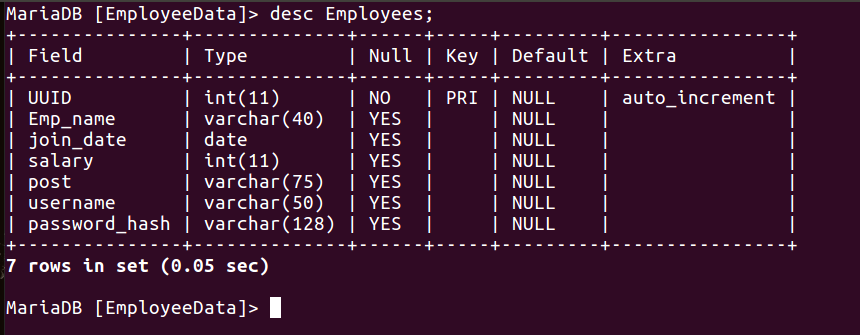 MariaDB [EmployeeData]> desc Employees;
+---------------+--------------+------+-----+---------+----------------+
| Field         | Type         | Null | Key | Default | Extra          |
+---------------+--------------+------+-----+---------+----------------+
| UUID          | int(11)      | NO   | PRI | NULL    | auto_increment |
| Emp_name      | varchar(40)  | YES  |     | NULL    |                |
| join_date     | date         | YES  |     | NULL    |                |
| salary        | int(11)      | YES  |     | NULL    |                |
| post          | varchar(75)  | YES  |     | NULL    |                |
| username      | varchar(50)  | YES  |     | NULL    |                |
| password_hash | varchar(128) | YES  |     | NULL    |                |
+---------------+--------------+------+-----+---------+----------------+
7 rows in set (0.05 sec)
MariaDB [EmployeeData]>